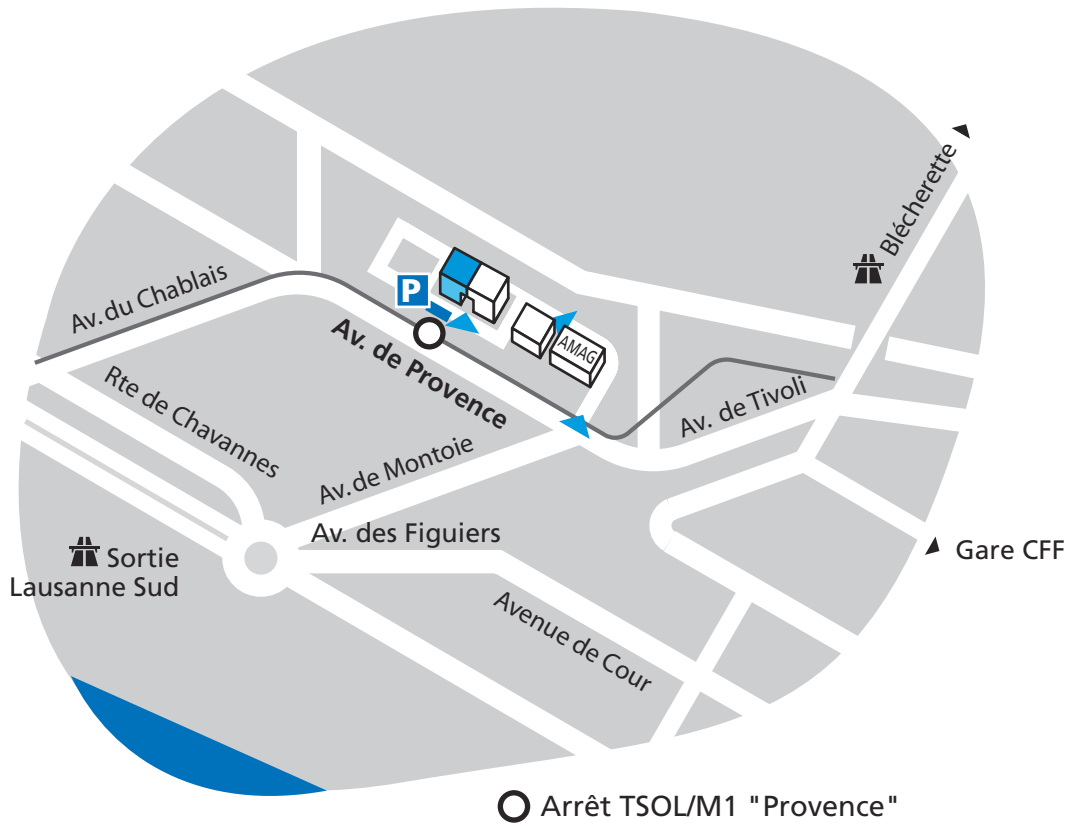 Blécherette
Av. du Chablais
P
Av. de Provence
AMAG
Rte de Chavannes
Av. de Tivoli
Av. de Montoie
Av. des Figuiers
Sortie
Lausanne Sud
Gare CFF
Avenue de Cour
Arrêt TSOL/M1 "Provence"